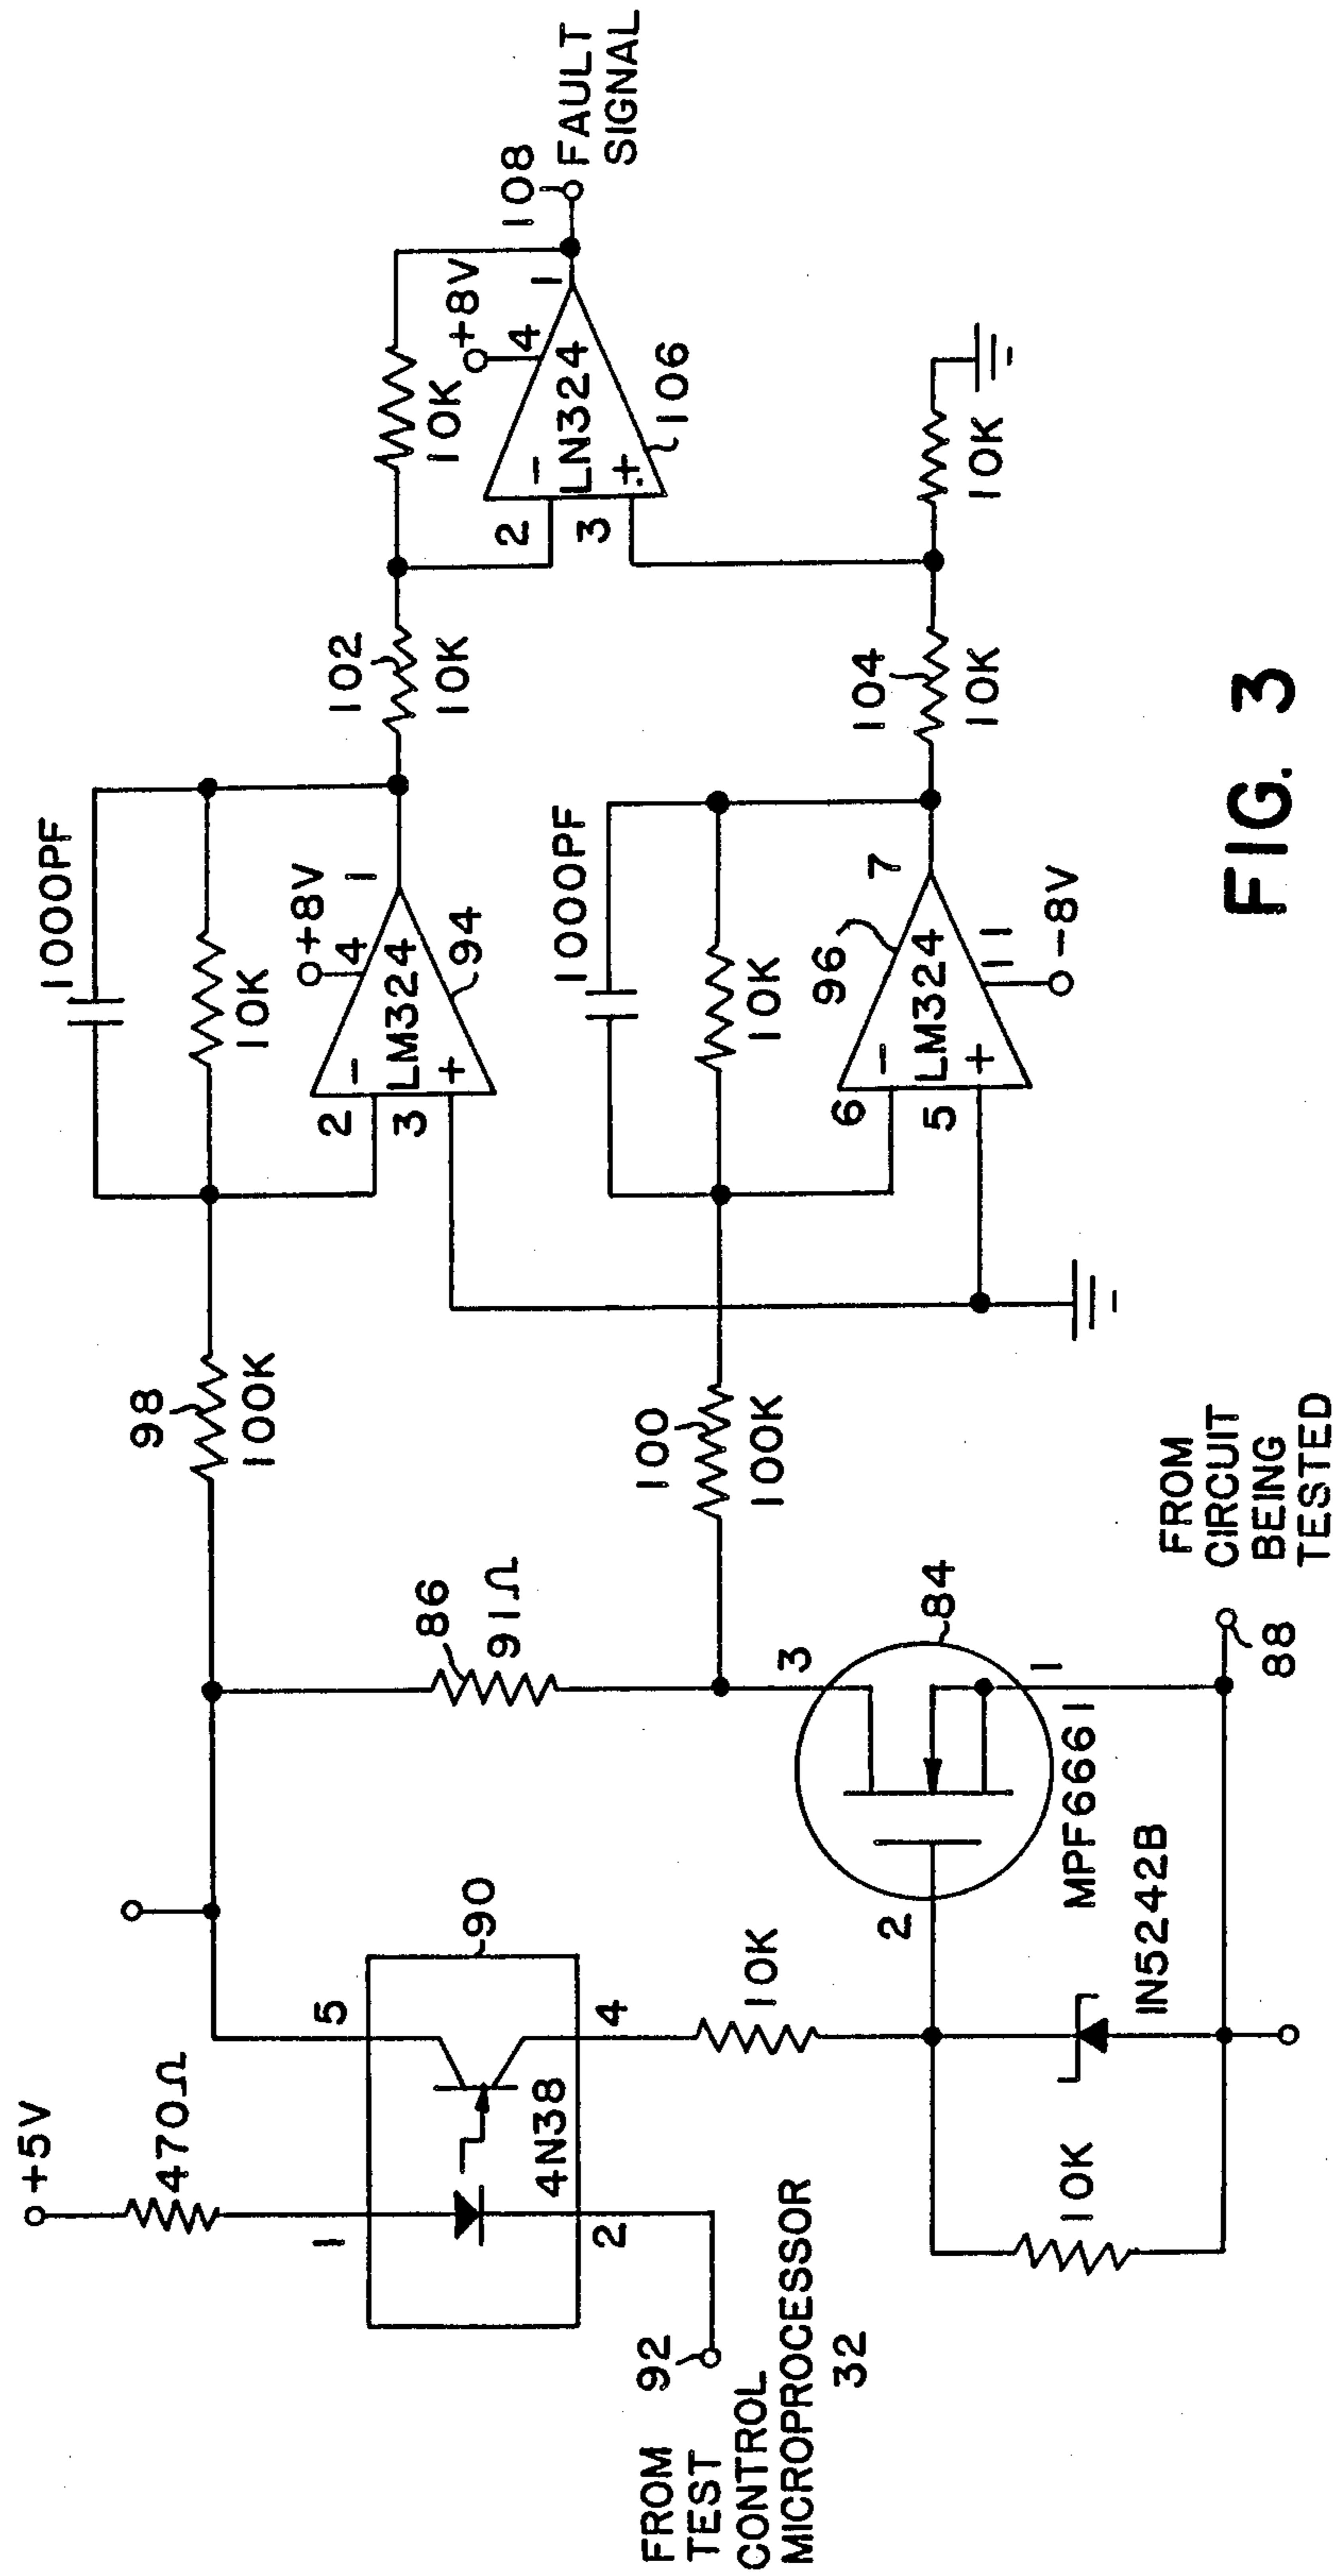 +5V
470Ω
1
5
90
4N38
2
4
92
FROM
TEST
CONTROL
MICROPROCESSOR
32
10K
10K
IN5242B
2
3
84
1
MPF6661
86
91Ω
88
FROM
CIRCUIT
BEING
TESTED
98
100K
100
100K
1000PF
10K
+8V
4
2
3
-
+
LM324
1
94
1000PF
10K
96
6
5
-
+
LM324
7
11
-8V
102
10K
104
10K
10K
+8V
4
2
3
-
+
LN324
1
106
10K
108
FAULT
SIGNAL
FIG. 3